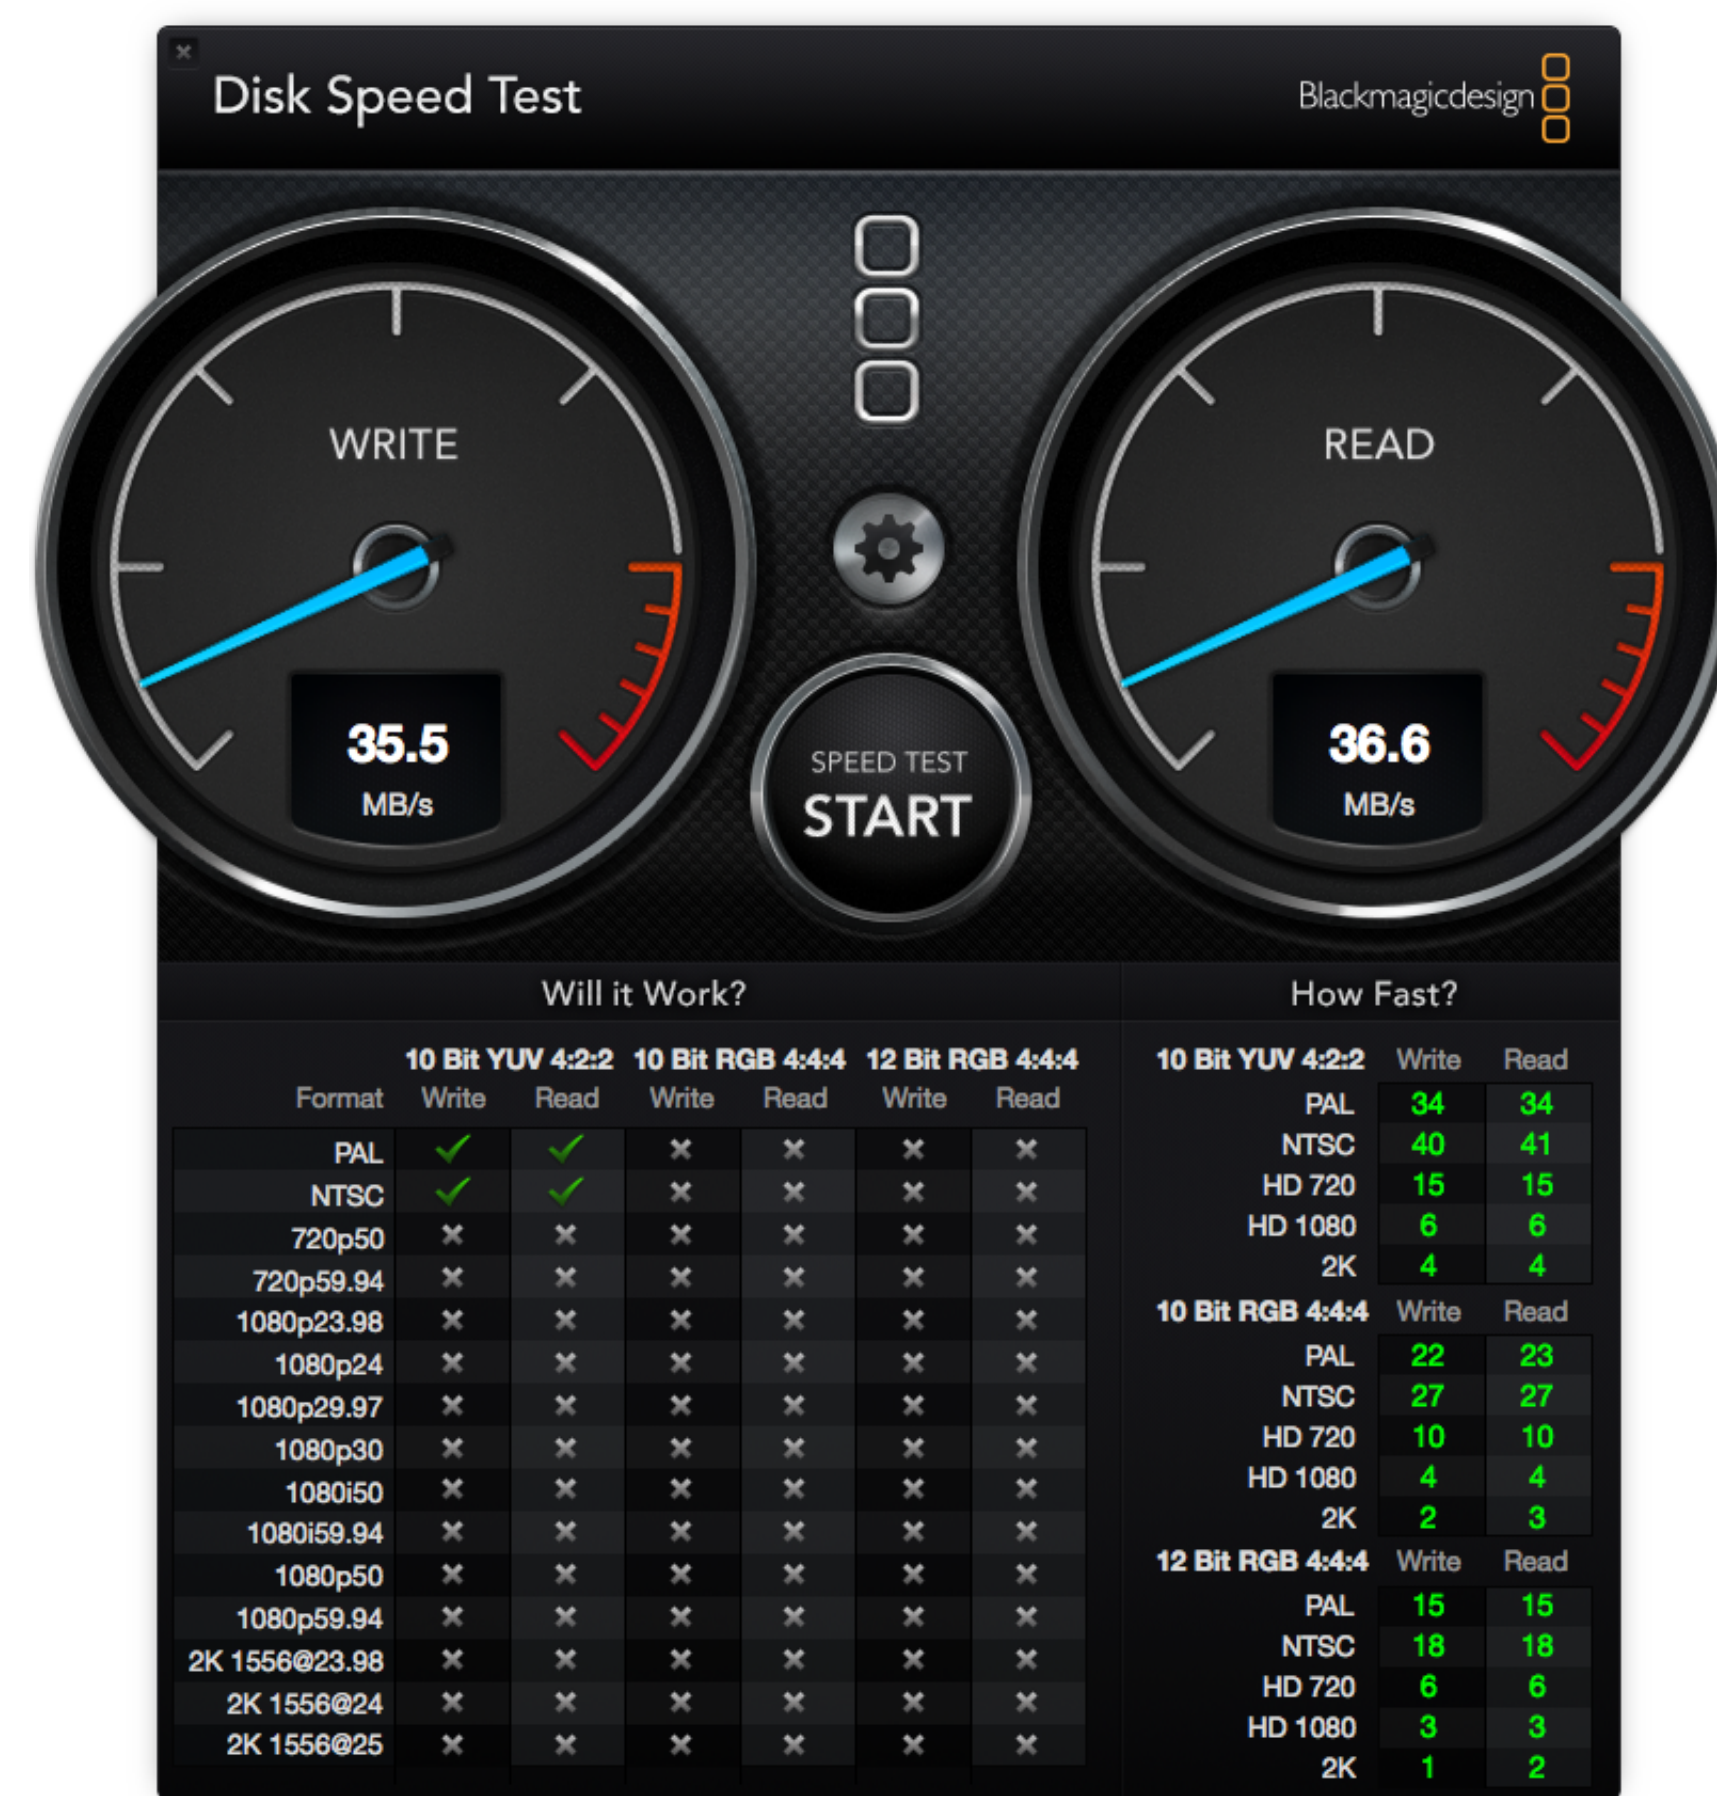 Disk Speed Test
Blackmagicdesign
WRITE
READ
35.5
MB/s
SPEED TEST
START
36.6
MB/s
Will it Work?
10 Bit YUV 4:2:2 10 Bit RGB 4:4:4 12 Bit RGB 4:4:4
Format Write Read Write Read Write Read
PAL
NTSC
720p50
720p59.94
1080p23.98
1080p24
1080p29.97
1080p30
1080i50
1080i59.94
1080p50
1080p59.94
2K 1556@23.98
2K 1556@24
2K 1556@25
How Fast?
10 Bit YUV 4:2:2 Write Read
PAL 34 34
NTSC 40 41
HD 720 15 15
HD 1080 6 6
2K 4 4
10 Bit RGB 4:4:4 Write Read
PAL 22 23
NTSC 27 27
HD 720 10 10
HD 1080 4 4
2K 2 3
12 Bit RGB 4:4:4 Write Read
PAL 15 15
NTSC 18 18
HD 720 6 6
HD 1080 3 3
2K 1 2